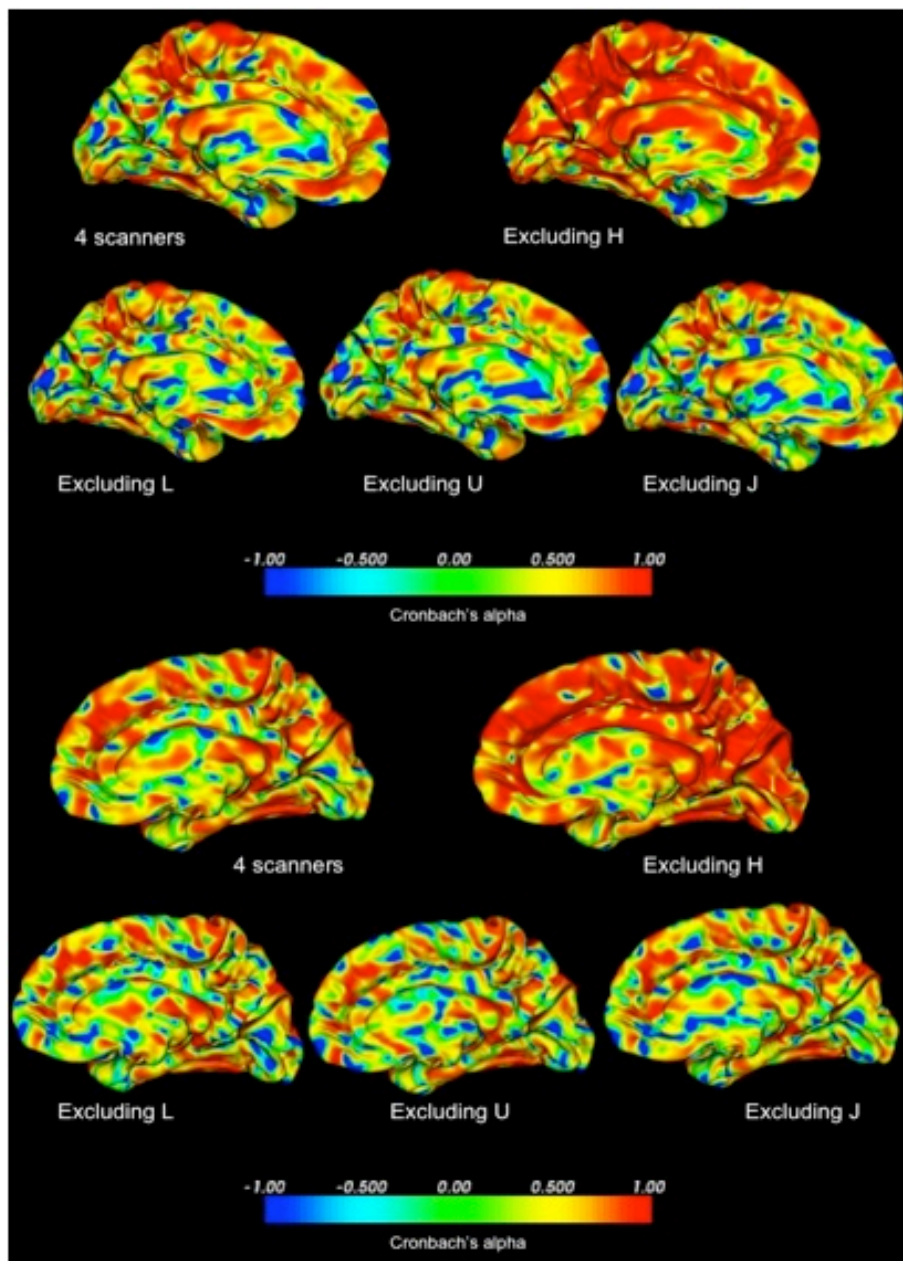 4 scanners
Excluding H
Excluding L
Excluding U
Excluding J
-1.00 -0.500 0.00 0.500 1.00
Cronbach's alpha
4 scanners
Excluding H
Excluding L
Excluding U
Excluding J
-1.00 -0.500 0.00 0.500 1.00
Cronbach's alpha